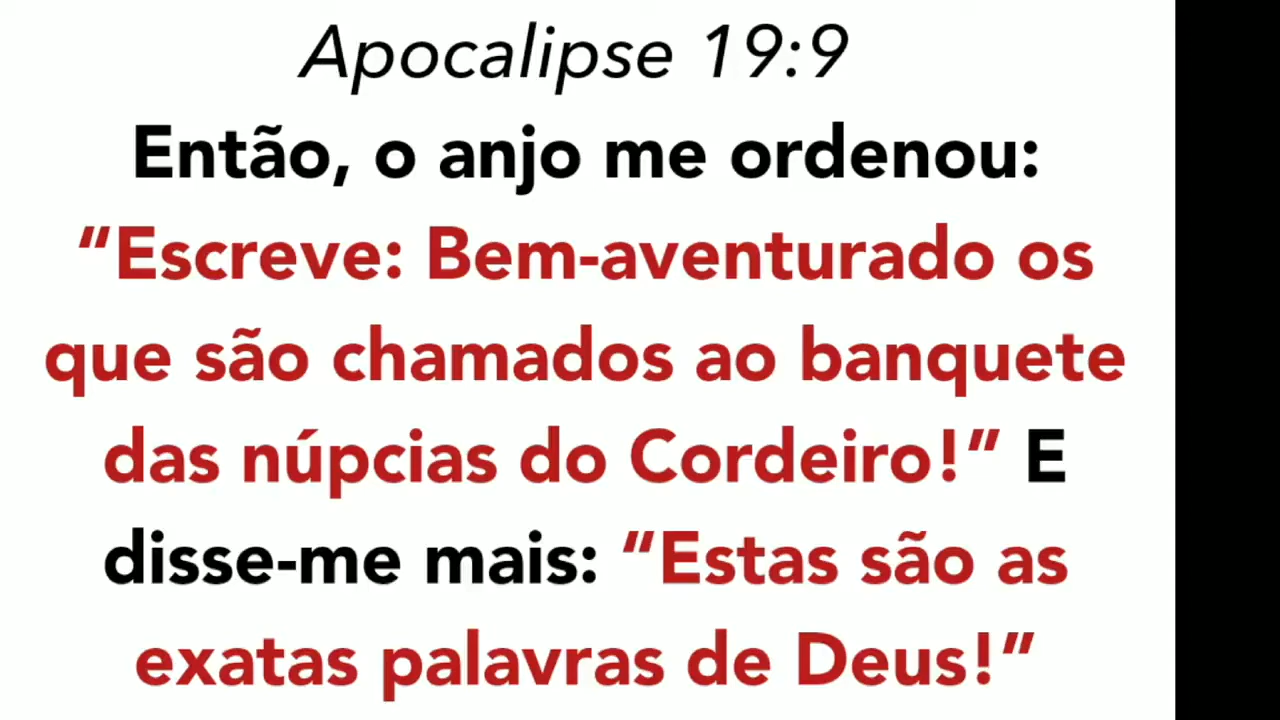 Apocalipse 19:9
Então, o anjo me ordenou:
“Escreve: Bem-aventurado os
que são chamados ao banquete
das núpcias do Cordeiro!” E
disse-me mais: “Estas são as
exatas palavras de Deus!”